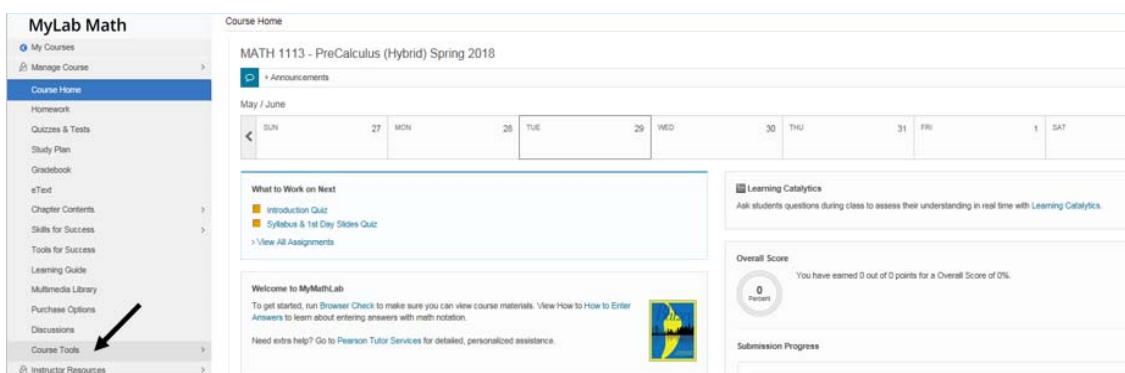 MyLab Math
My Courses
Manage Course
Course Home
Homework
Quizzes & Tests
Study Plan
Gradebook
eText
Chapter Contents
Skills for Success
Tools for Success
Learning Guide
Multimedia Library
Purchase Options
Discussions
Course Tools
Instructor Resources
Course Home
MATH 1113 - PreCalculus (Hybrid) Spring 2018
+ Announcements
May / June
SUN 27 MON 28 TUE 29 WED 30 THU 31 FRI 1 SAT
What to Work on Next
Introduction Quiz
Syllabus & 1st Day Slides Quiz
> View All Assignments
Welcome to MyMathLab
To get started, run Browser Check to make sure you can view course materials. View How to How to Enter
Answers to learn about entering answers with math notation.
Need extra help? Go to Pearson Tutor Services for detailed, personalized assistance.
Learning Catalytics
Ask students questions during class to assess their understanding in real time with Learning Catalytics.
Overall Score
0
Percent
You have earned 0 out of 0 points for a Overall Score of 0%.
Submission Progress